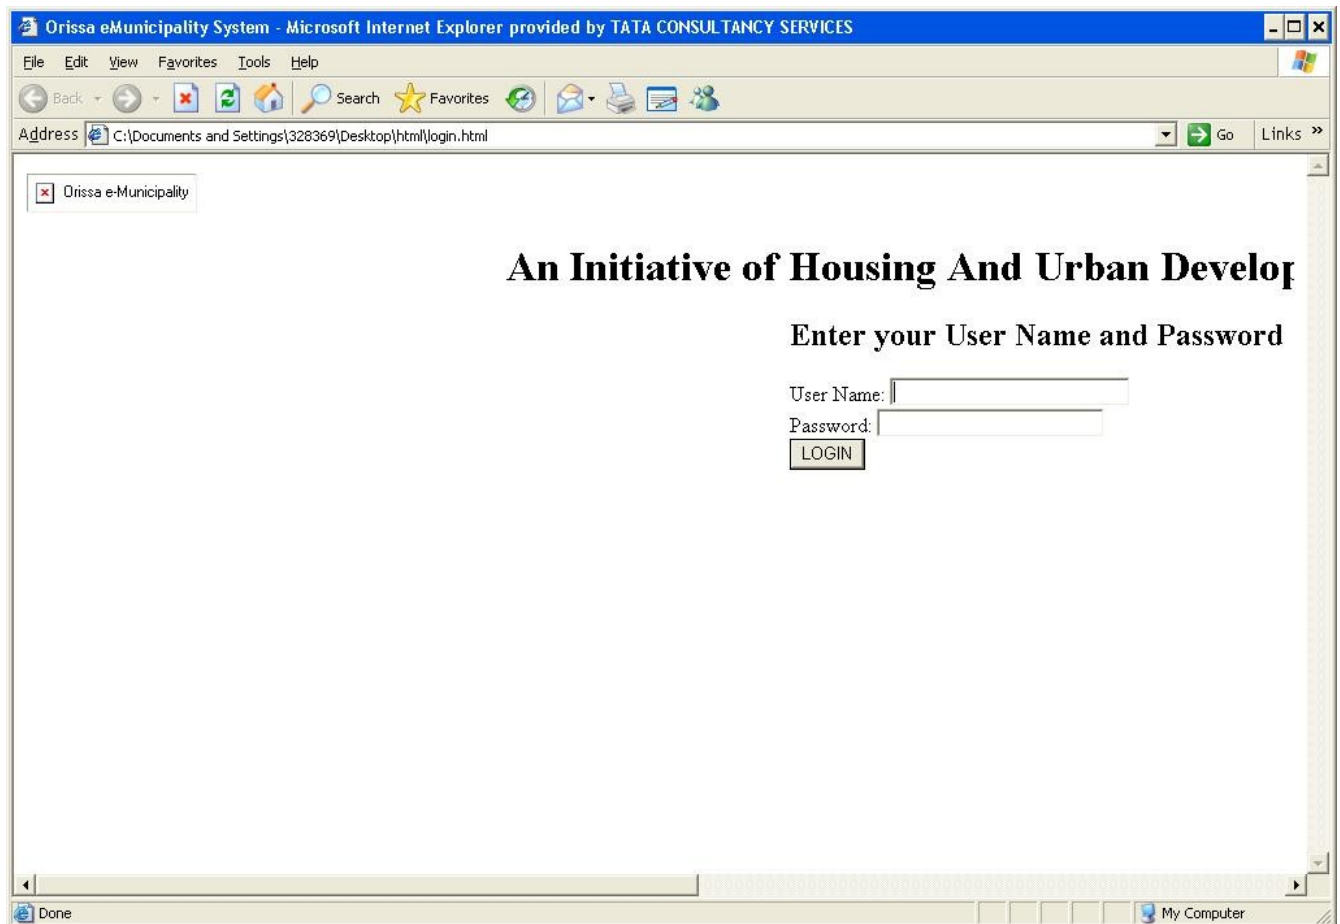 Orissa eMunicipality System - Microsoft Internet Explorer provided by TATA CONSULTANCY SERVICES
File Edit View Favorites Tools Help
Back Search Favorites
Address C:\Documents and Settings\328369\Desktop\html\login.html Go Links »
Orissa e-Municipality
An Initiative of Housing And Urban Develop
Enter your User Name and Password
User Name:
Password:
LOGIN
Done My Computer